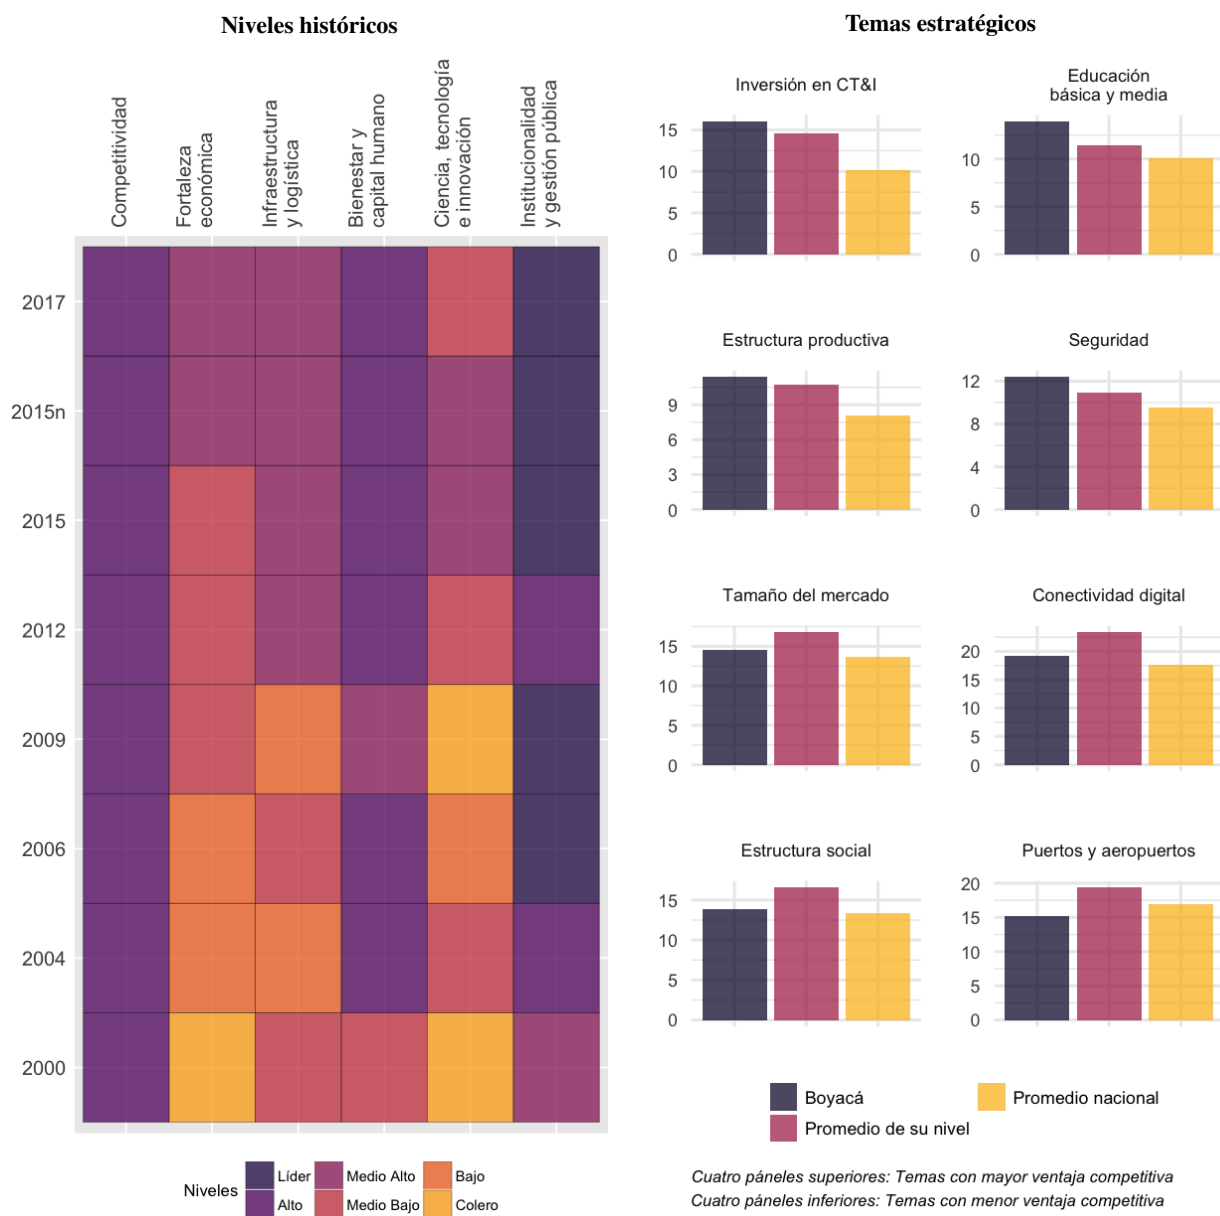 Niveles históricos
Competitividad
Fortaleza
económica
Infraestructura
y logística
Bienestar y
capital humano
Ciencia, tecnología
e innovación
Institucionalidad
y gestión pública
2017
2015n
2015
2012
2009
2006
2004
2000
Niveles
Líder
Medio Alto
Bajo
Alto
Medio Bajo
Colero
Temas estratégicos
Inversión en CT&I
15
10
5
0
Educación
básica y media
10
5
0
Estructura productiva
9
6
3
0
Seguridad
12
8
4
0
Tamaño del mercado
15
10
5
0
Conectividad digital
20
15
10
5
0
Estructura social
15
10
5
0
Puertos y aeropuertos
20
15
10
5
0
Boyacá
Promedio nacional
Promedio de su nivel
Cuatro páneles superiores: Temas con mayor ventaja competitiva
Cuatro páneles inferiores: Temas con menor ventaja competitiva